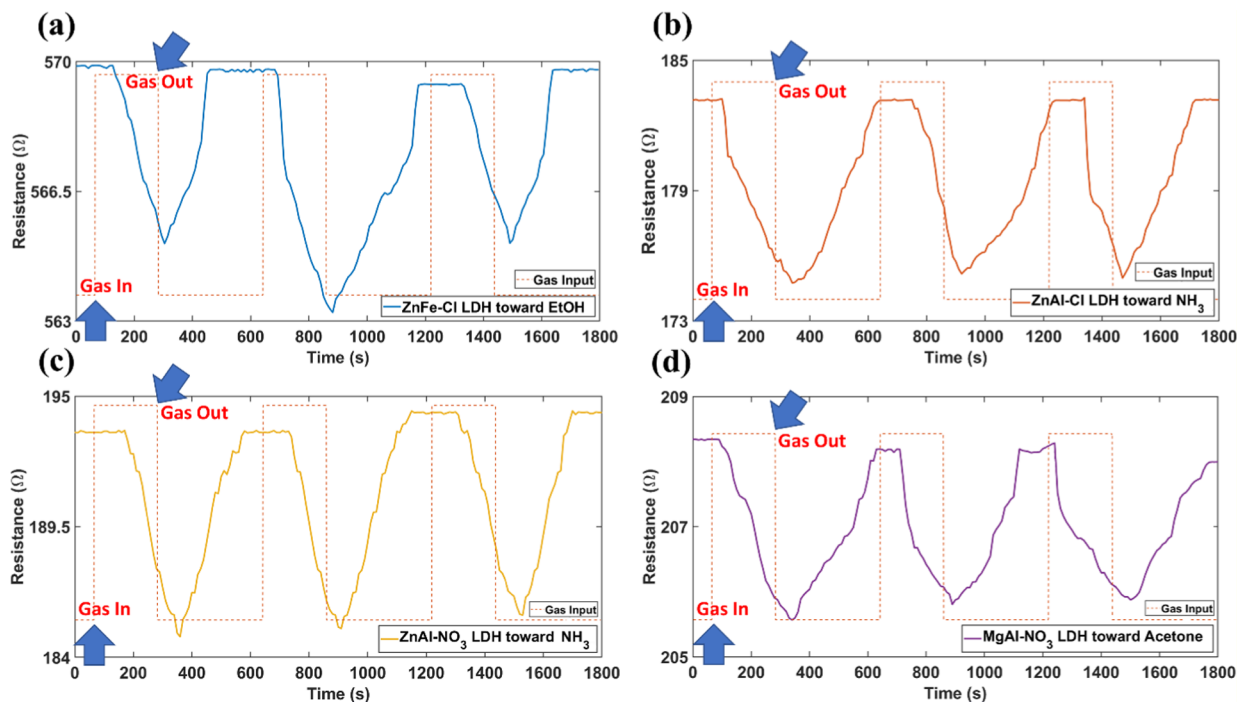 (a)
570
566.5
563
Resistance (Ω)
Gas Out
Gas In
Gas Input
ZnFe-Cl LDH toward EtOH
0 200 400 600 800 1000 1200 1400 1600 1800
Time (s)
(b)
185
179
173
Resistance (Ω)
Gas Out
Gas In
Gas Input
ZnAl-Cl LDH toward NH3
0 200 400 600 800 1000 1200 1400 1600 1800
Time (s)
(c)
195
189.5
184
Resistance (Ω)
Gas Out
Gas In
Gas Input
ZnAl-NO3 LDH toward NH3
0 200 400 600 800 1000 1200 1400 1600 1800
Time (s)
(d)
209
207
205
Resistance (Ω)
Gas Out
Gas In
Gas Input
MgAl-NO3 LDH toward Acetone
0 200 400 600 800 1000 1200 1400 1600 1800
Time (s)